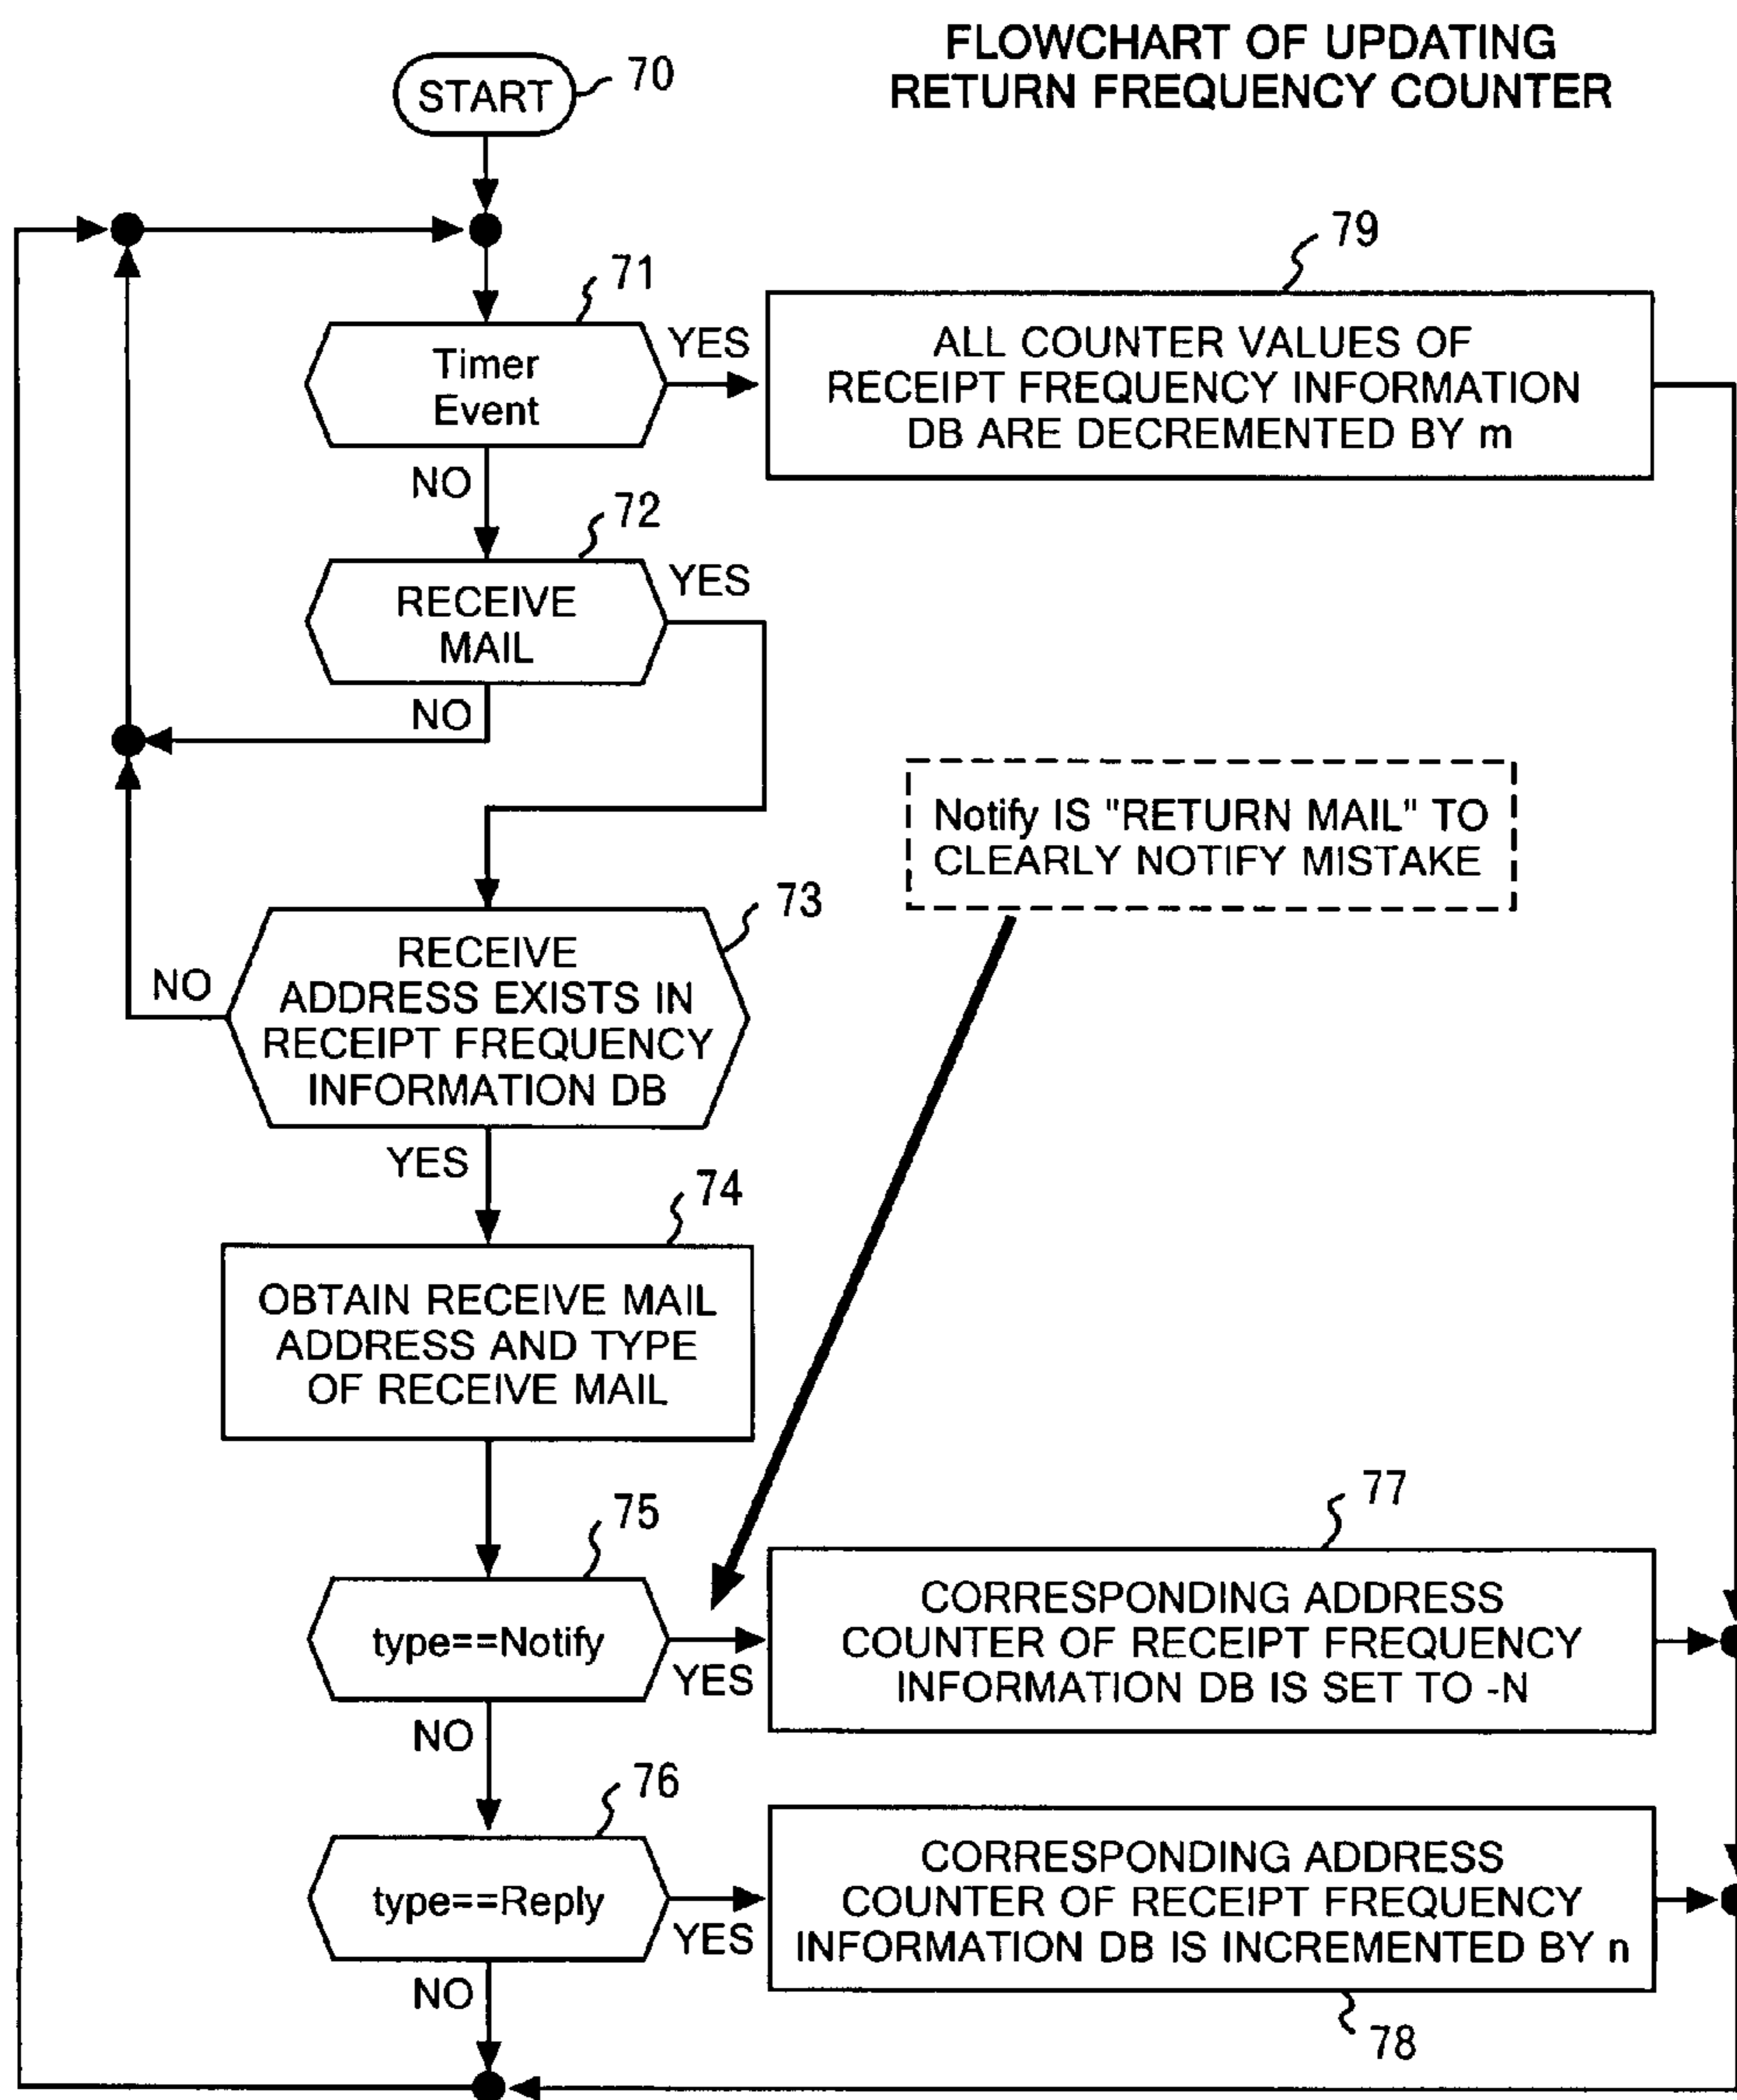 FLOWCHART OF UPDATING
RETURN FREQUENCY COUNTER
START
70
71
Timer
Event
YES
NO
79
ALL COUNTER VALUES OF
RECEIPT FREQUENCY INFORMATION
DB ARE DECREMENTED BY m
72
RECEIVE
MAIL
YES
NO
Notify IS "RETURN MAIL" TO
CLEARLY NOTIFY MISTAKE
73
RECEIVE
ADDRESS EXISTS IN
RECEIPT FREQUENCY
INFORMATION DB
NO
YES
74
OBTAIN RECEIVE MAIL
ADDRESS AND TYPE
OF RECEIVE MAIL
75
type==Notify
YES
NO
77
CORRESPONDING ADDRESS
COUNTER OF RECEIPT FREQUENCY
INFORMATION DB IS SET TO -N
76
type==Reply
YES
NO
CORRESPONDING ADDRESS
COUNTER OF RECEIPT FREQUENCY
INFORMATION DB IS INCREMENTED BY n
78